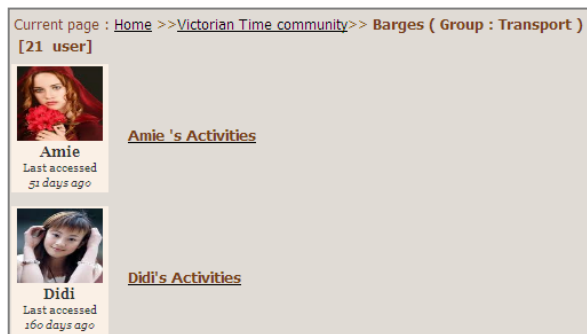 Current page : Home >>Victorian Time community>> Barges ( Group : Transport )
[21 user]
Amie
Last accessed
51 days ago
Amie 's Activities
Didi
Last accessed
160 days ago
Didi's Activities